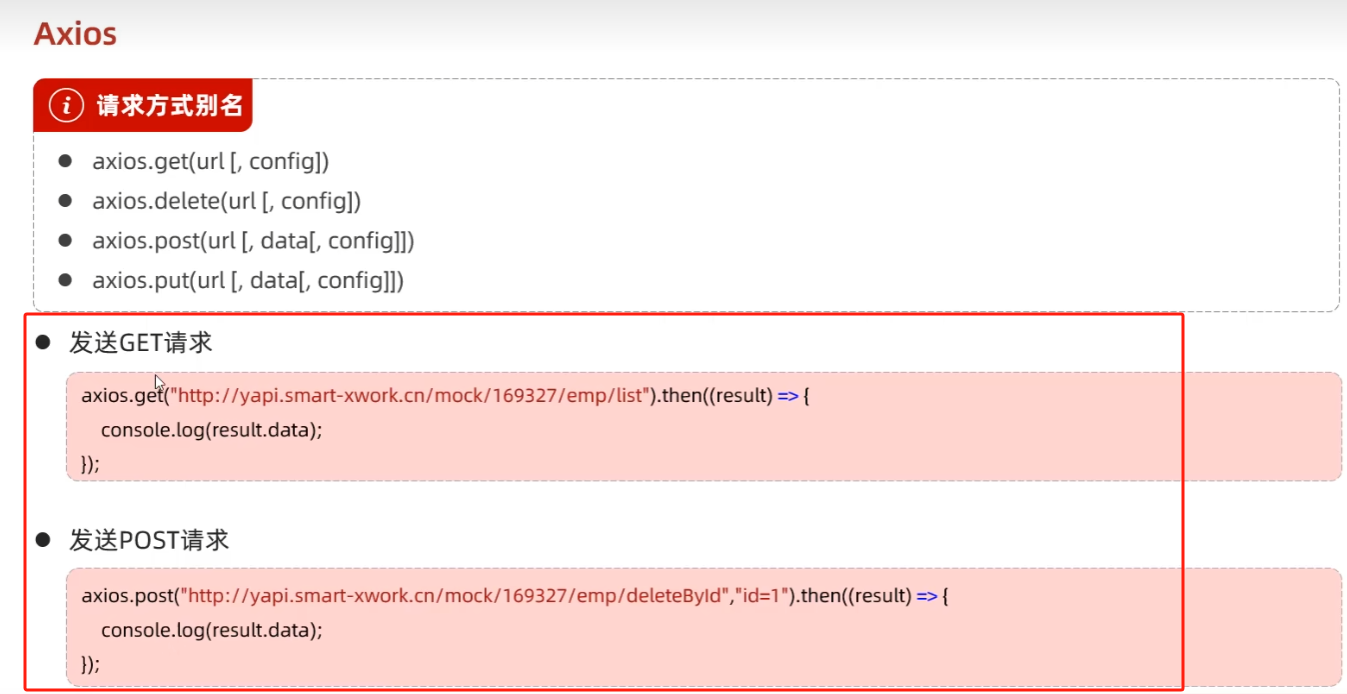 Axios
请求方式别名
axios.get(url [, config])
axios.delete(url [, config])
axios.post(url [, data[, config]])
axios.put(url [, data[, config]])
发送GET请求
axios.get("http://yapi.smart-xwork.cn/mock/169327/emp/list").then((result) => {
console.log(result.data);
});
发送POST请求
axios.post("http://yapi.smart-xwork.cn/mock/169327/emp/deleteById","id=1").then((result) => {
console.log(result.data);
});